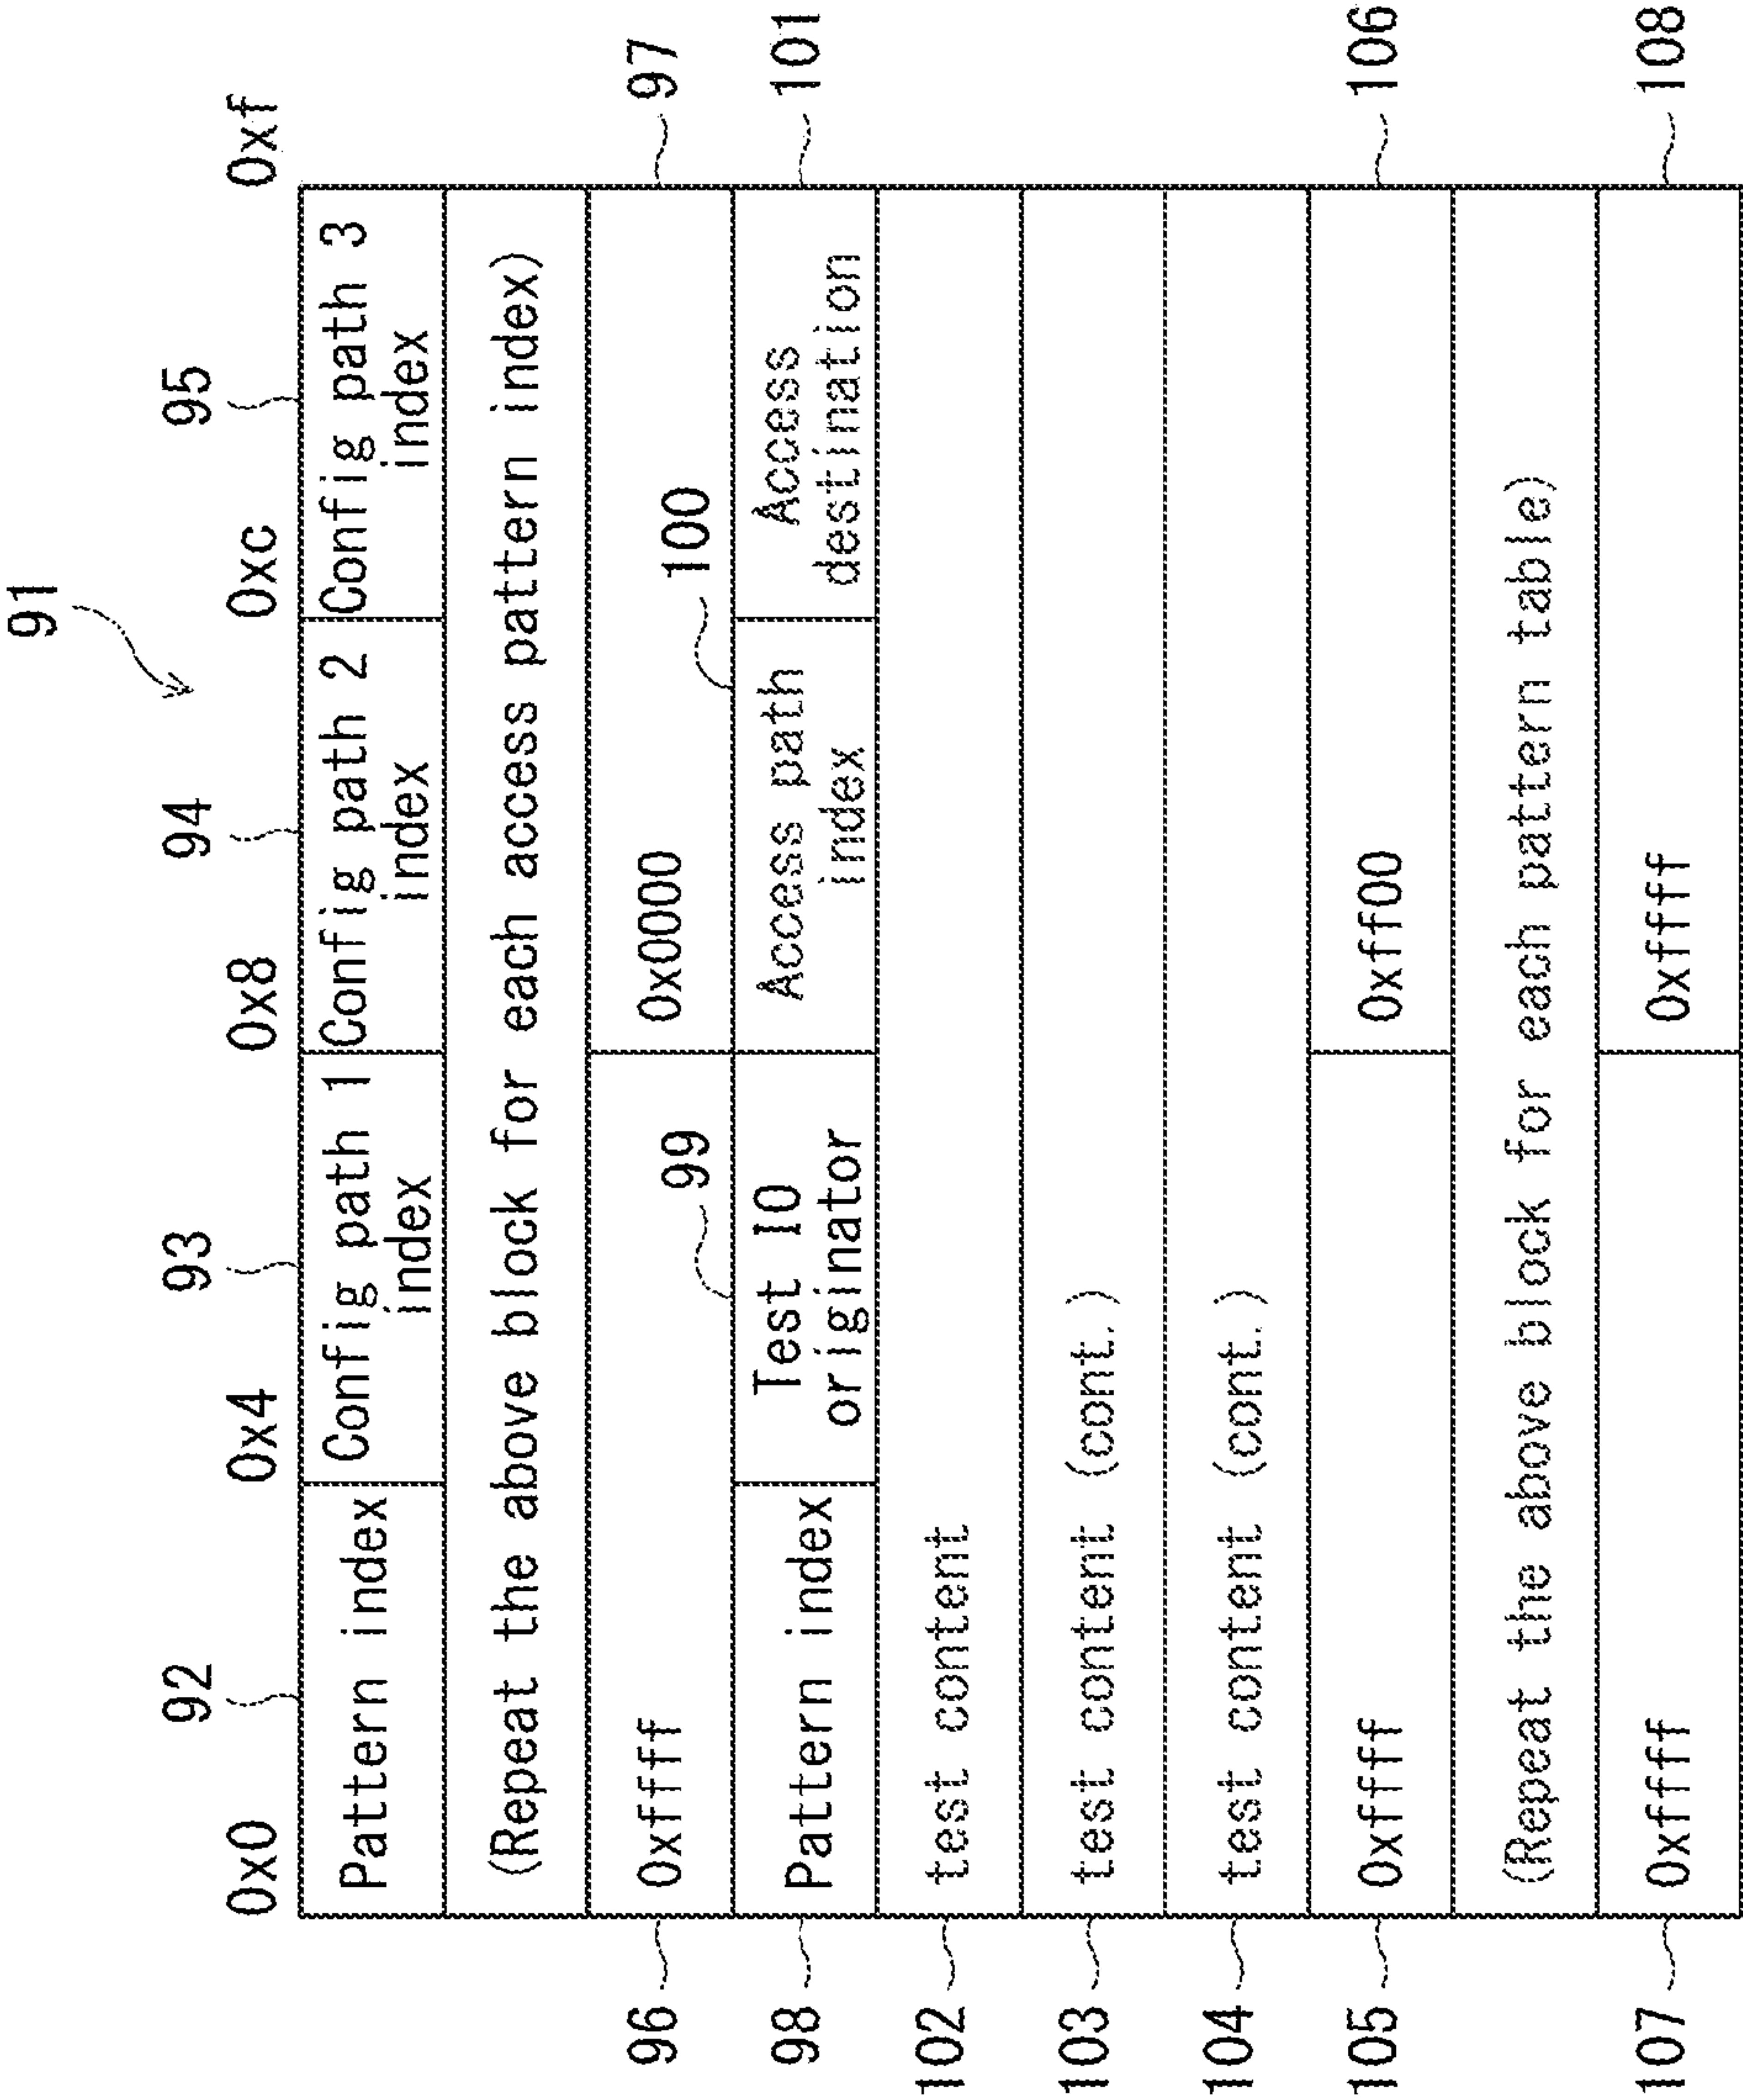 91
92
93
94
95
0x0
0x4
0x8
0xc
0xf
Pattern index
Config path 1
index
Config path 2
index
Config path 3
index
(Repeat the above block for each access pattern index)
96
0xffff
0x0000
97
98
Pattern index
99
Test IO
originator
100
Access path
index
Access
destination
101
102
test content
103
test content (cont.)
104
test content (cont.)
105
0xffff
0xff00
106
(Repeat the above block for each pattern table)
107
0xffff
0xffff
108